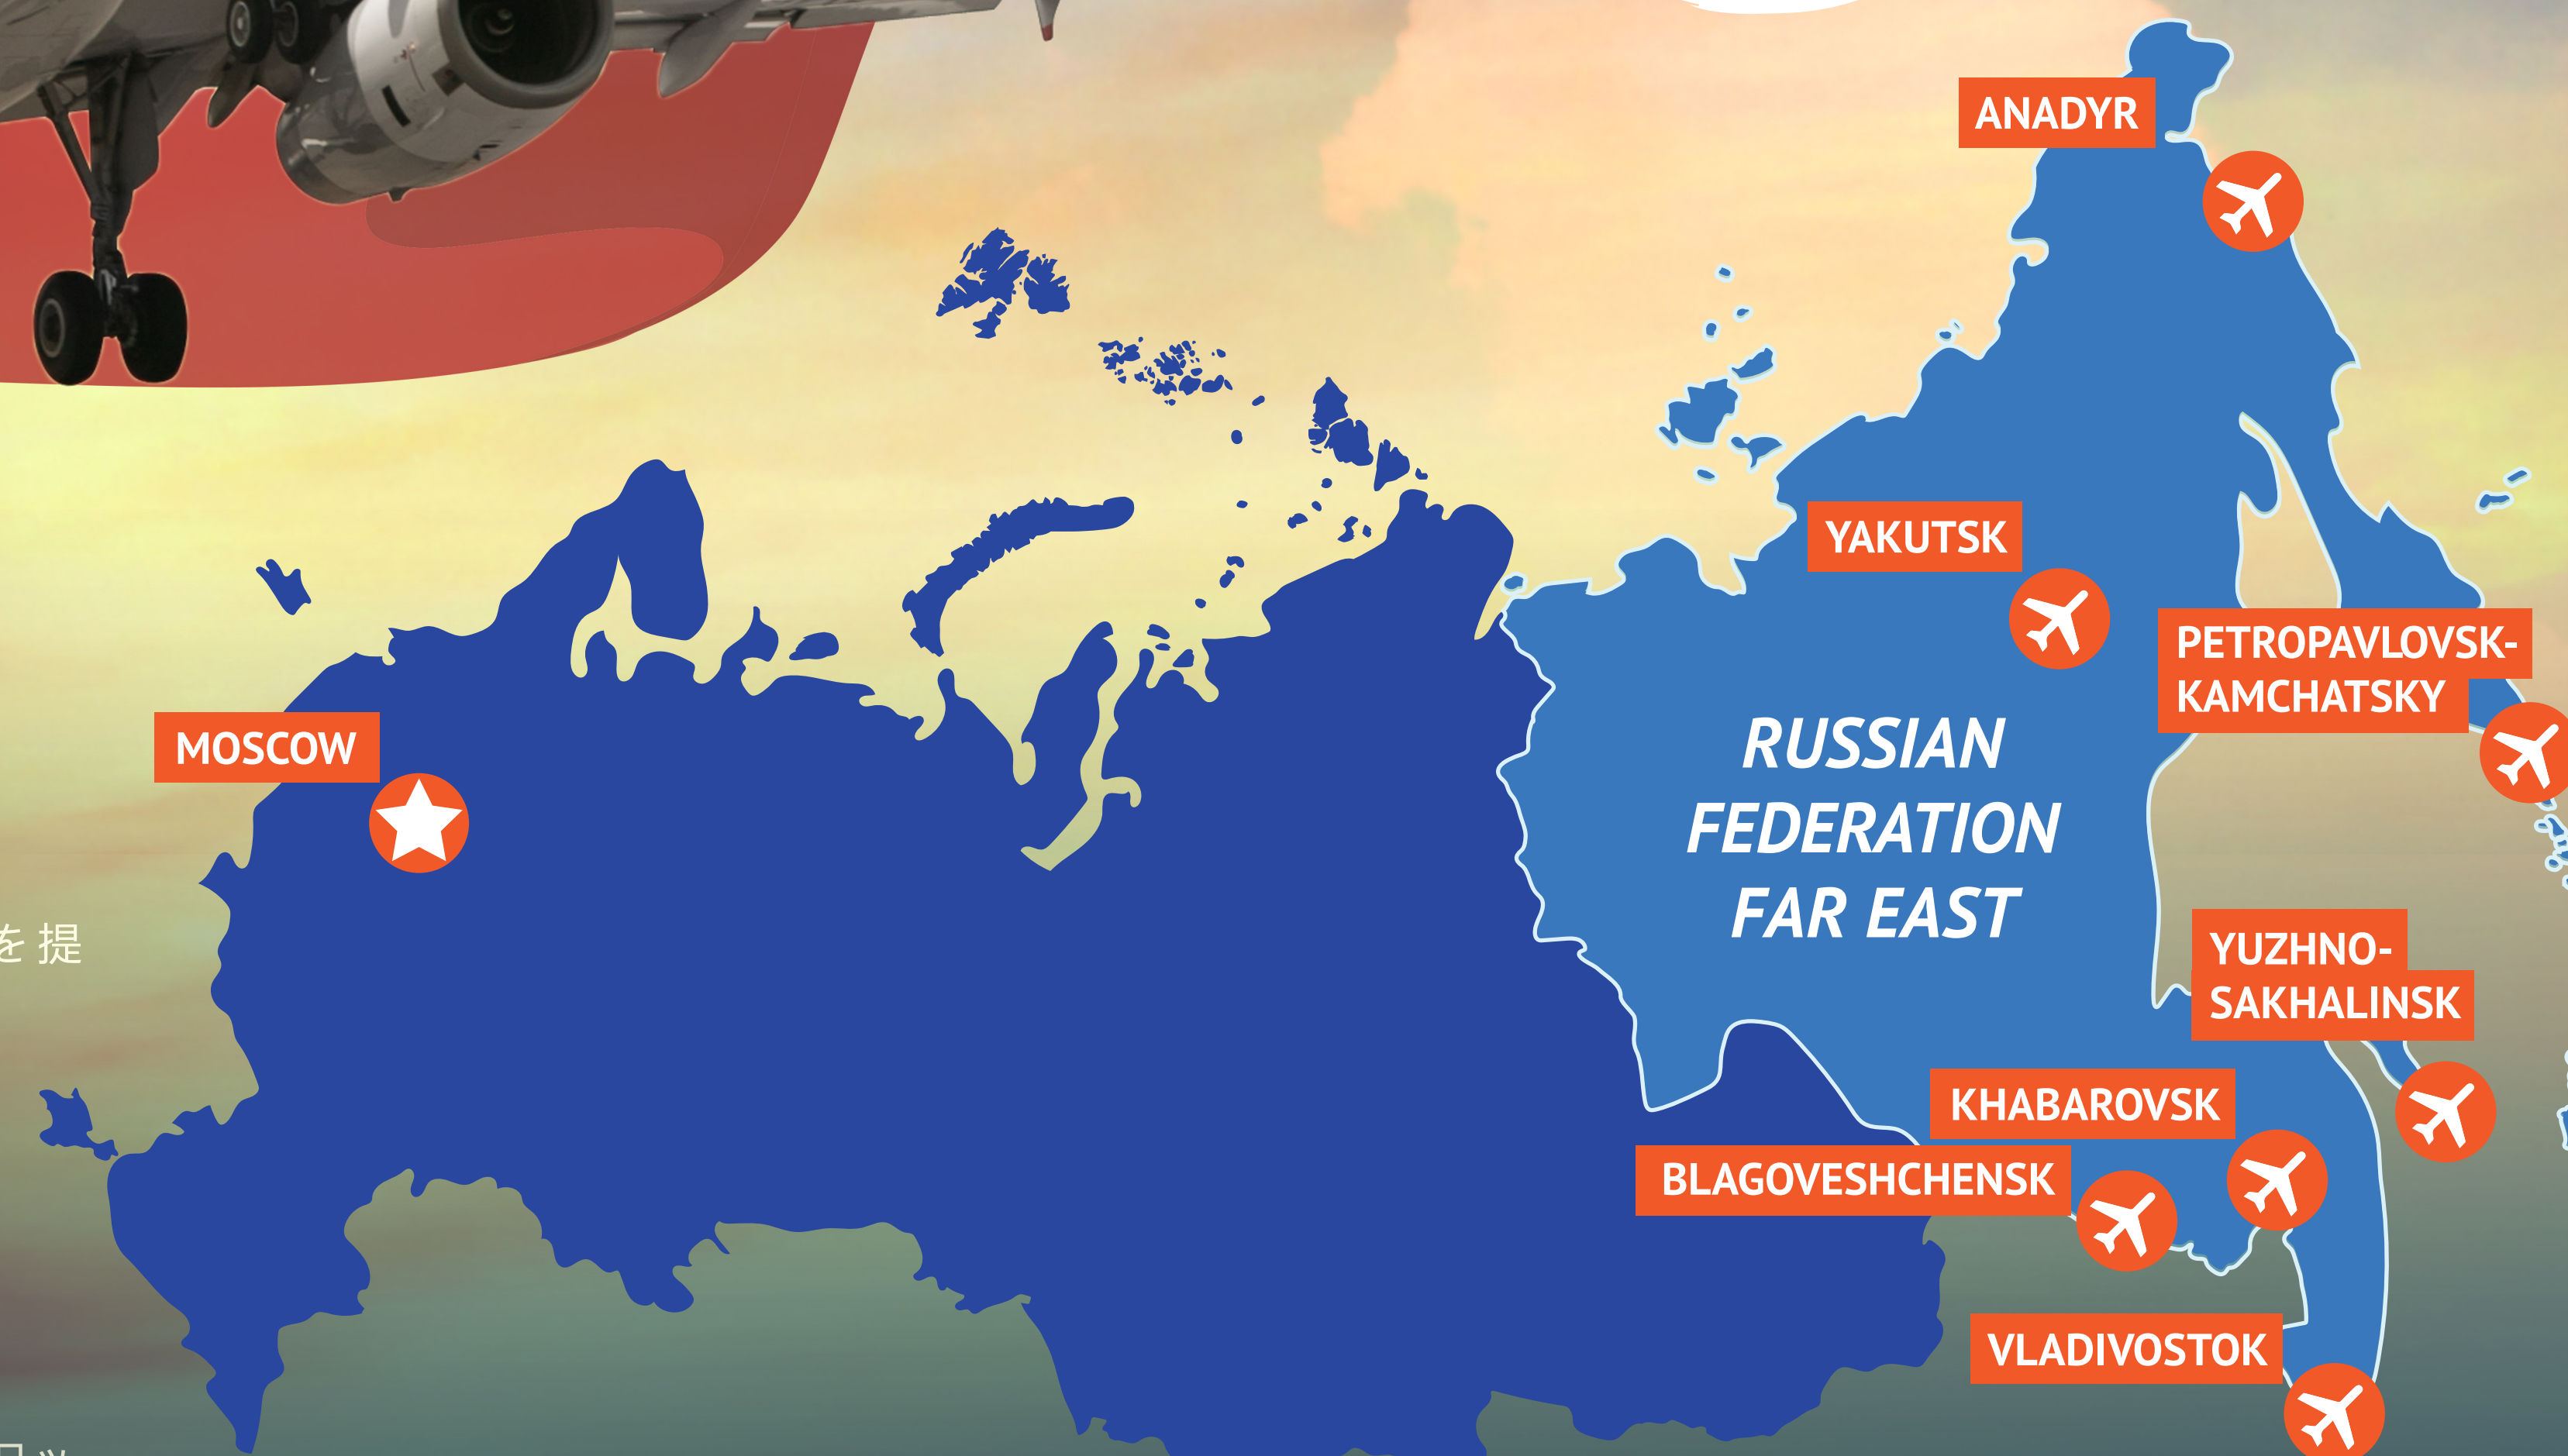 ANADYR
YAKUTSK
PETROPAVLOVSK-
KAMCHATSKY
MOSCOW
RUSSIAN
FEDERATION
FAR EAST
を 提
YUZHNO-
SAKHALINSK
KHABAROVSK
BLAGOVESHCHENSK
VLADIVOSTOK